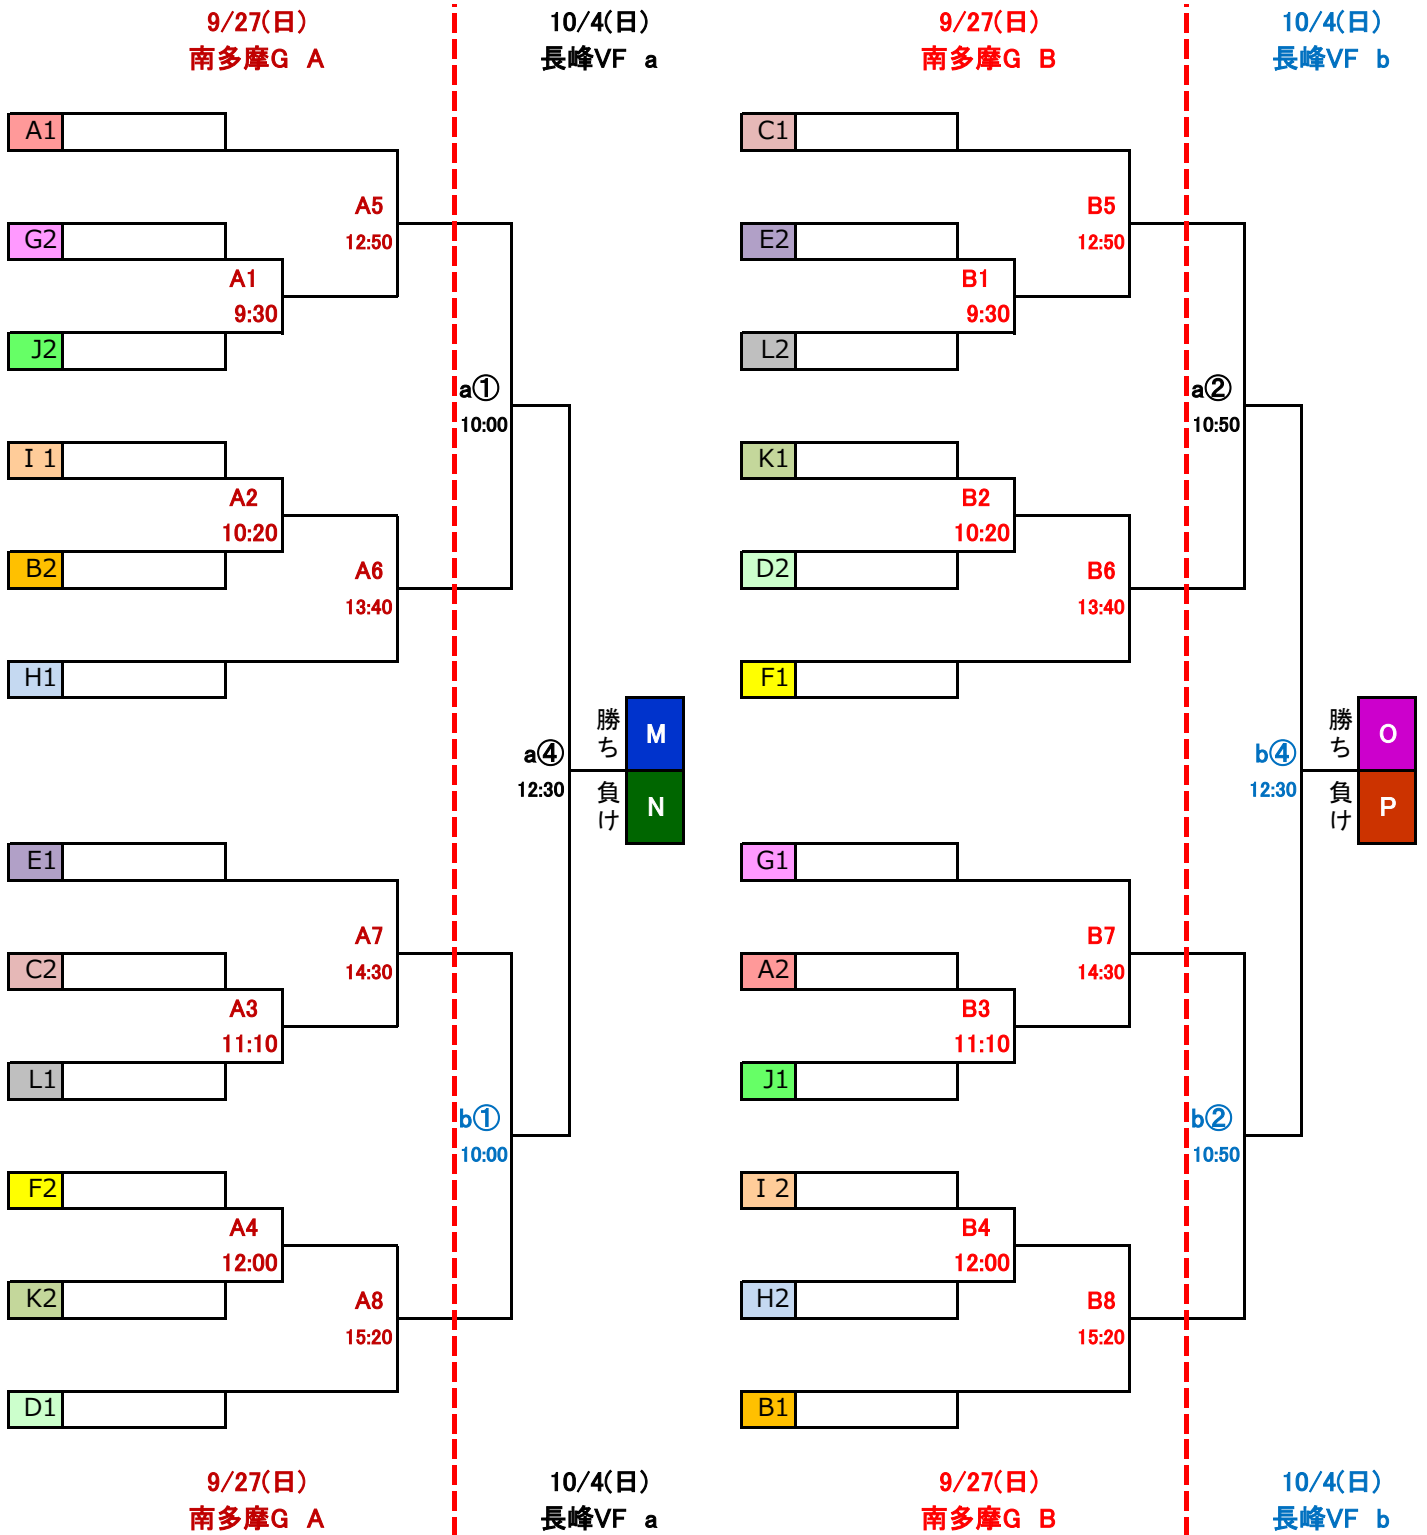 9/27(日)
南多摩G A
10/4(日)
長峰VF a
9/27(日)
南多摩G B
10/4(日)
長峰VF b
A1
A5
12:50
G2
A1
9:30
J2
a①
10:00
I 1
A2
10:20
B2
A6
13:40
H1
勝ち
M
a④
12:30
負け
N
E1
A7
14:30
C2
A3
11:10
L1
b①
10:00
F2
A4
12:00
K2
A8
15:20
D1
C1
B5
12:50
E2
B1
9:30
L2
a②
10:50
K1
B2
10:20
D2
B6
13:40
F1
勝ち
O
b④
12:30
負け
P
G1
B7
14:30
A2
B3
11:10
J1
b②
10:50
I 2
B4
12:00
H2
B8
15:20
B1
9/27(日)
南多摩G A
10/4(日)
長峰VF a
9/27(日)
南多摩G B
10/4(日)
長峰VF b